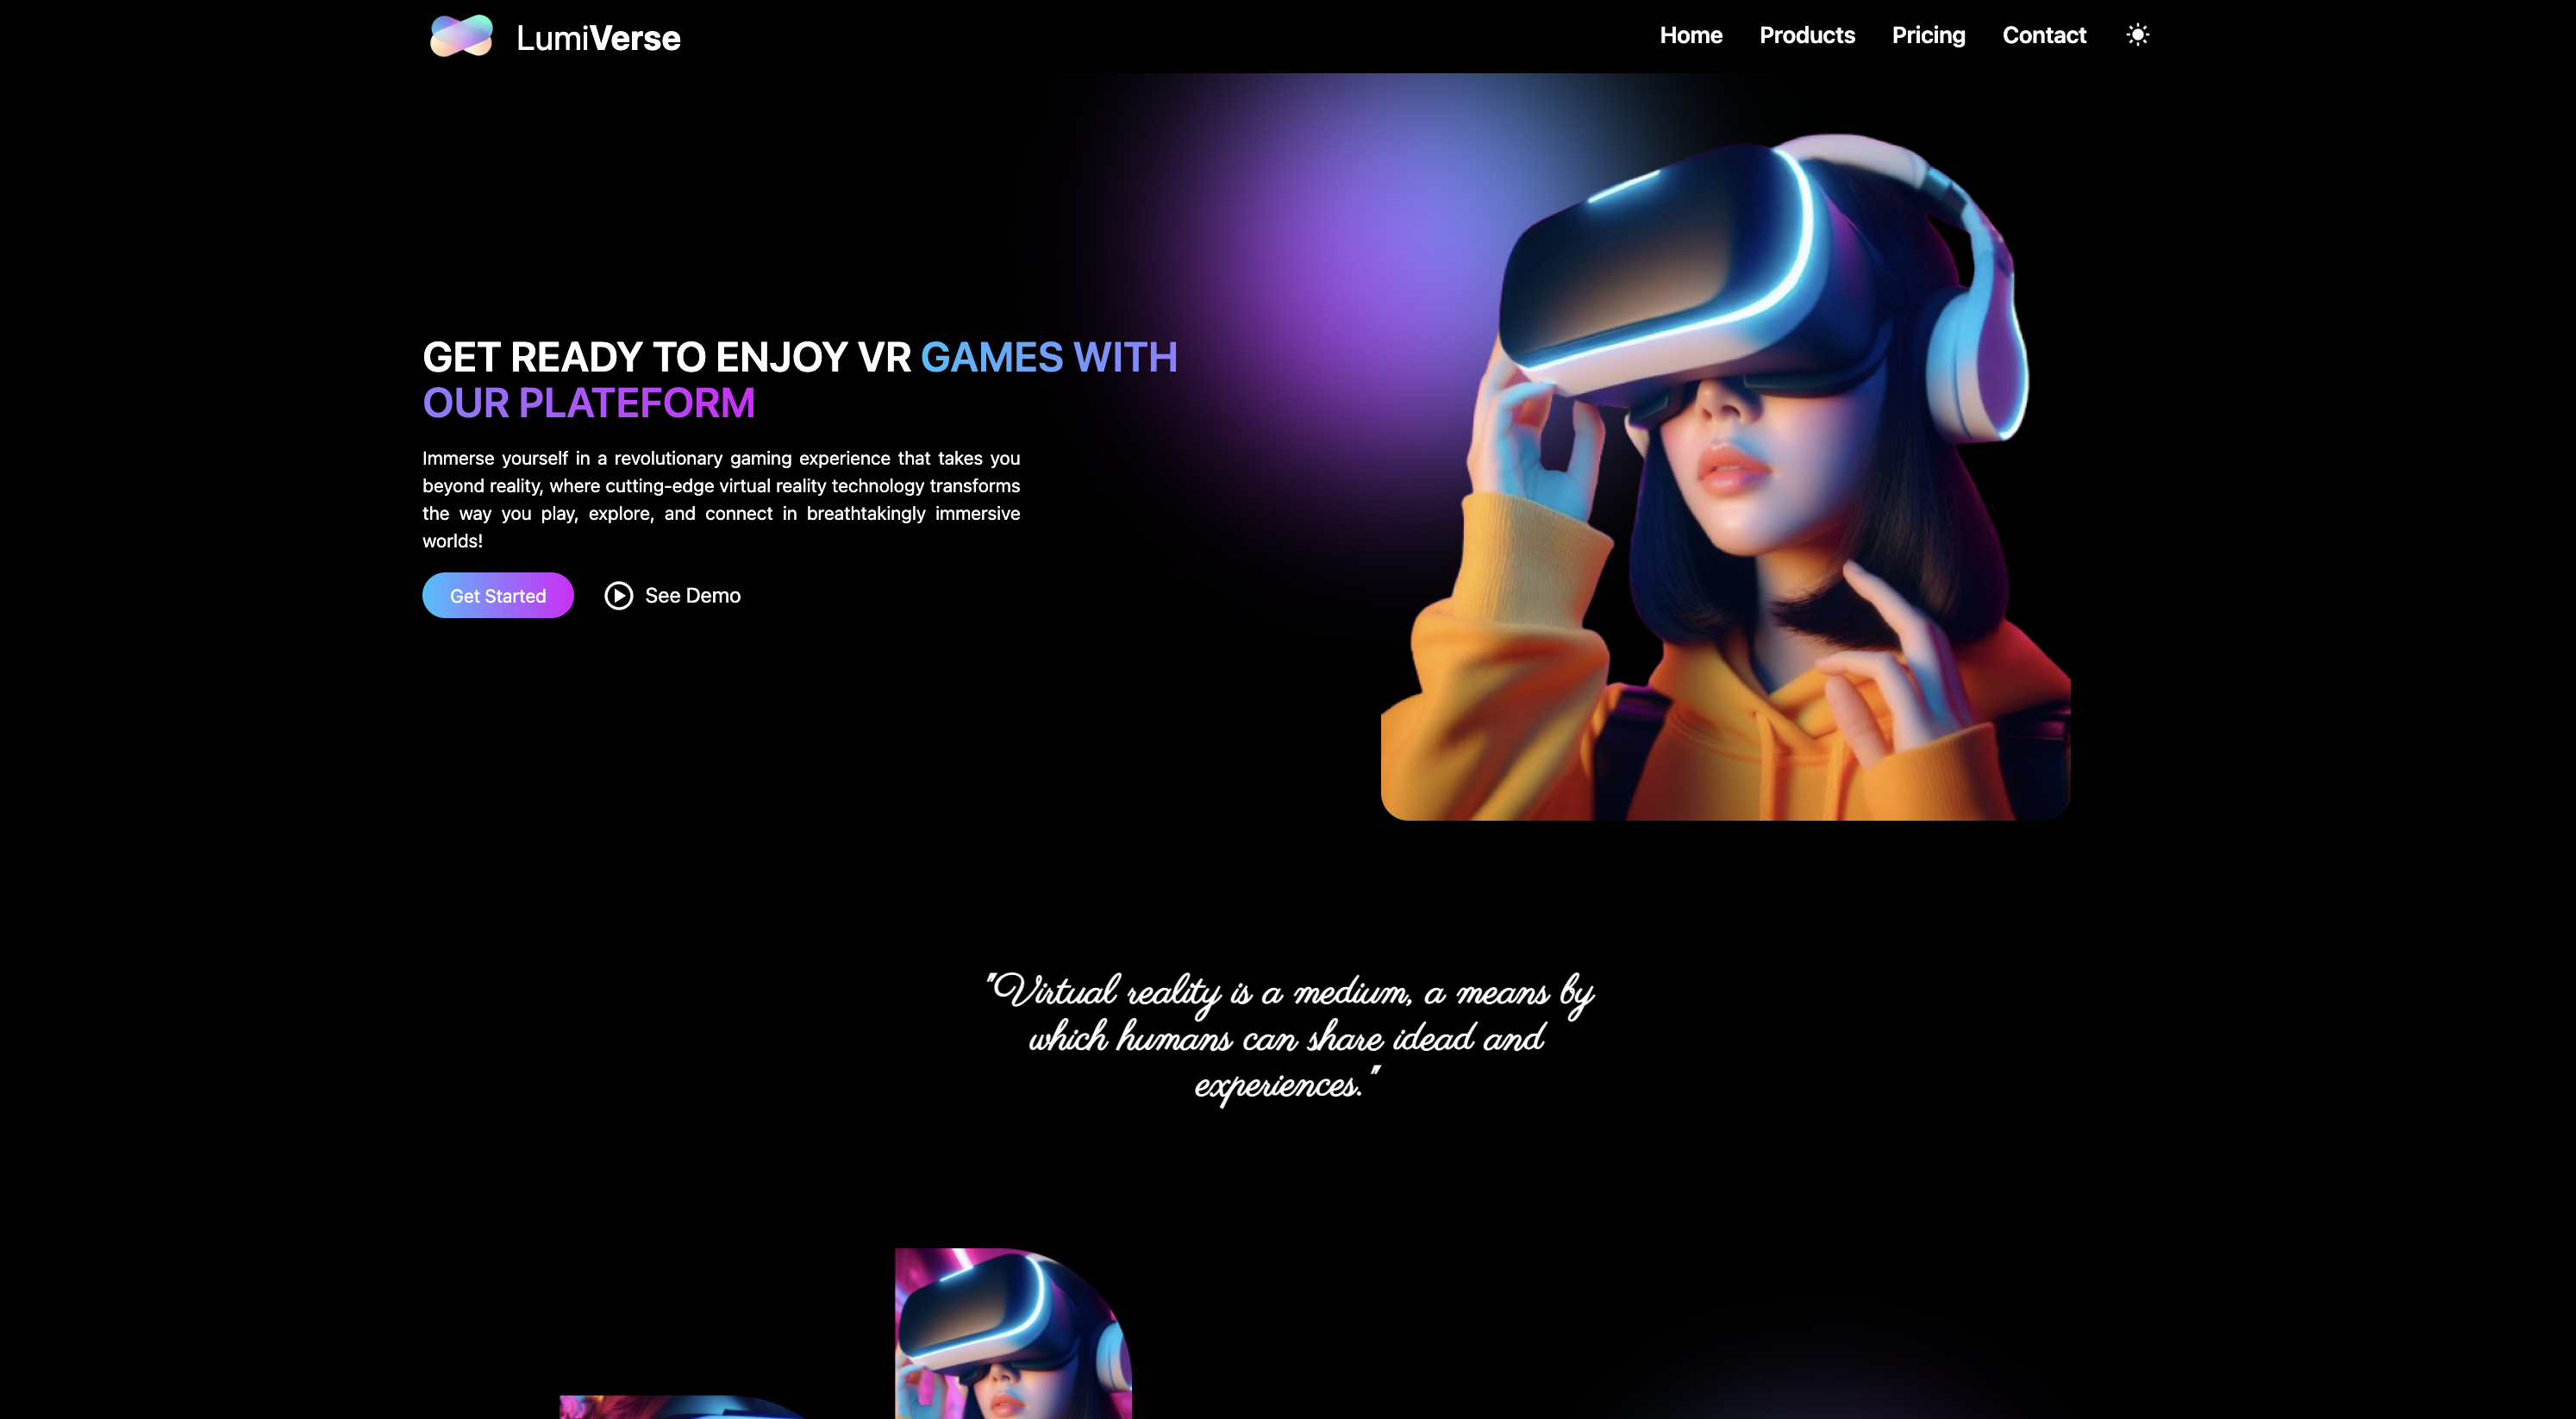 LumiVerse
Home Products Pricing Contact
GET READY TO ENJOY VR GAMES WITH
OUR PLATEFORM
Immerse yourself in a revolutionary gaming experience that takes you
beyond reality, where cutting-edge virtual reality technology transforms
the way you play, explore, and connect in breathtakingly immersive
worlds!
Get Started See Demo
"Virtual reality is a medium, a means by
which humans can share idead and
experiences."